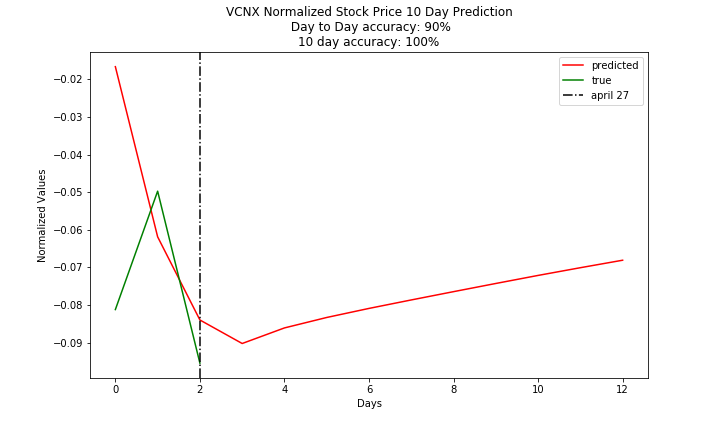 VCNX Normalized Stock Price 10 Day Prediction
Day to Day accuracy: 90%
10 day accuracy: 100%
predicted
true
april 27
−0.02
−0.03
−0.04
−0.05
−0.06
−0.07
−0.08
−0.09
Normalized Values
0
2
4
6
8
10
12
Days